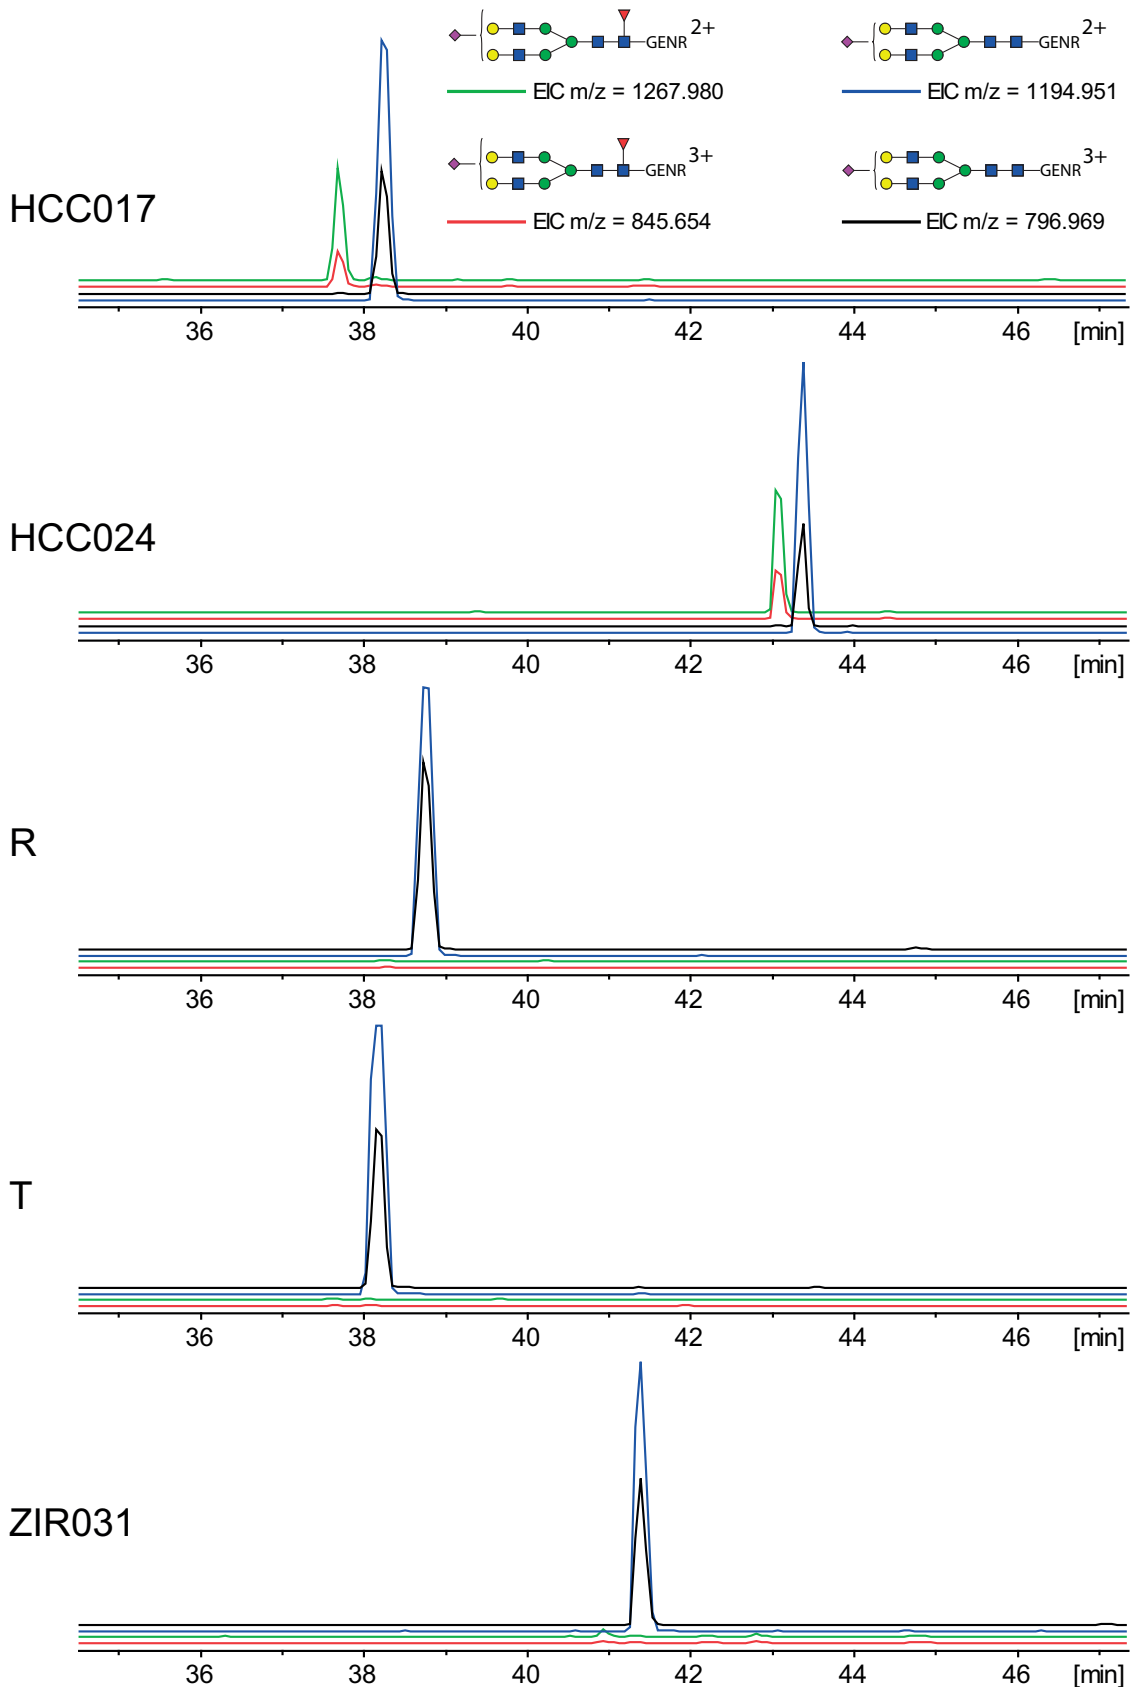 GENR 2+ GENR 2+
EIC m/z = 1267.980 EIC m/z = 1194.951
GENR 3+ GENR 3+
EIC m/z = 845.654 EIC m/z = 796.969
HCC017
36 38 40 42 44 46 [min]
HCC024
36 38 40 42 44 46 [min]
R
36 38 40 42 44 46 [min]
T
36 38 40 42 44 46 [min]
ZIR031
36 38 40 42 44 46 [min]